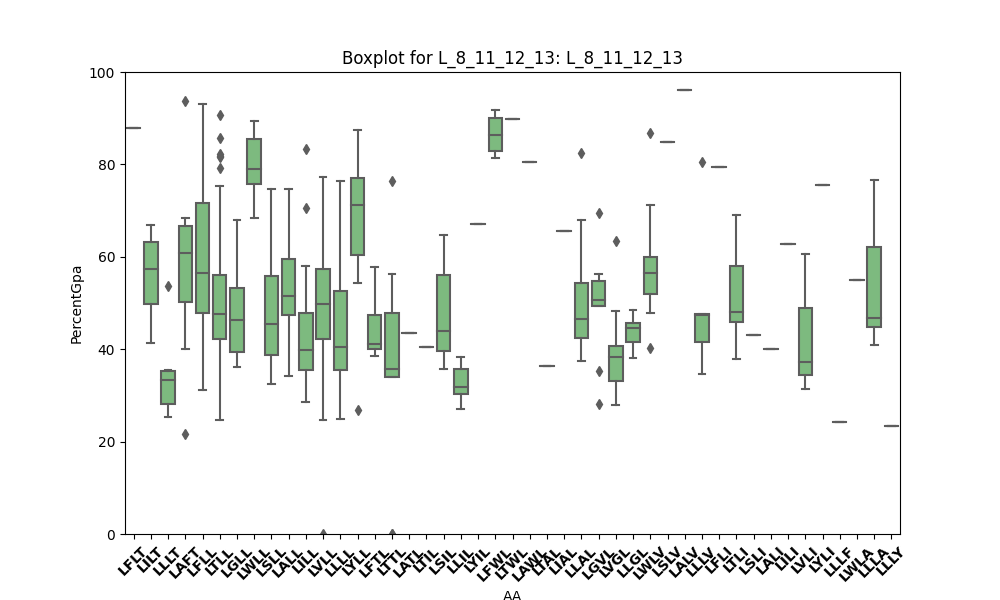 Boxplot for L_8_11_12_13: L_8_11_12_13
PercentGpa
100
80
60
40
20
0
LFLT LILT LLLT LAFT LFLL LTLL LGLL LWLL LSLL LALL LILL LVLL LLLL LYLL LFTL LTTL LATL LTIL LSIL LLIL LYIL LFWL LTWL LAWL LTAL LIAL LLAL LGVL LVGL LLGL LWLV LSLV LALV LLLV LFLI LTLI LSLI LALI LILI LVLI LYLI LLLF LWLA LLLA LLLY
AA